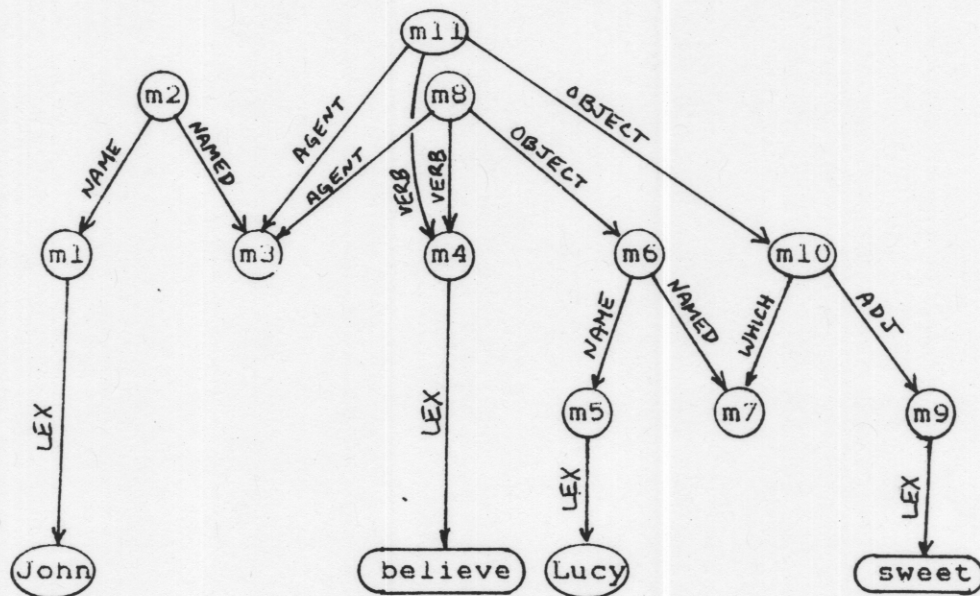 m11
m2
m8
OBJECT
NAME
NAMED
AGENT
AGENT
VERB
VERB
OBJECT
m1
m3
m4
m6
m10
NAME
NAMED
WHICH
ADJ
LEX
LEX
m5
m7
m9
LEX
LEX
John
believe
Lucy
sweet